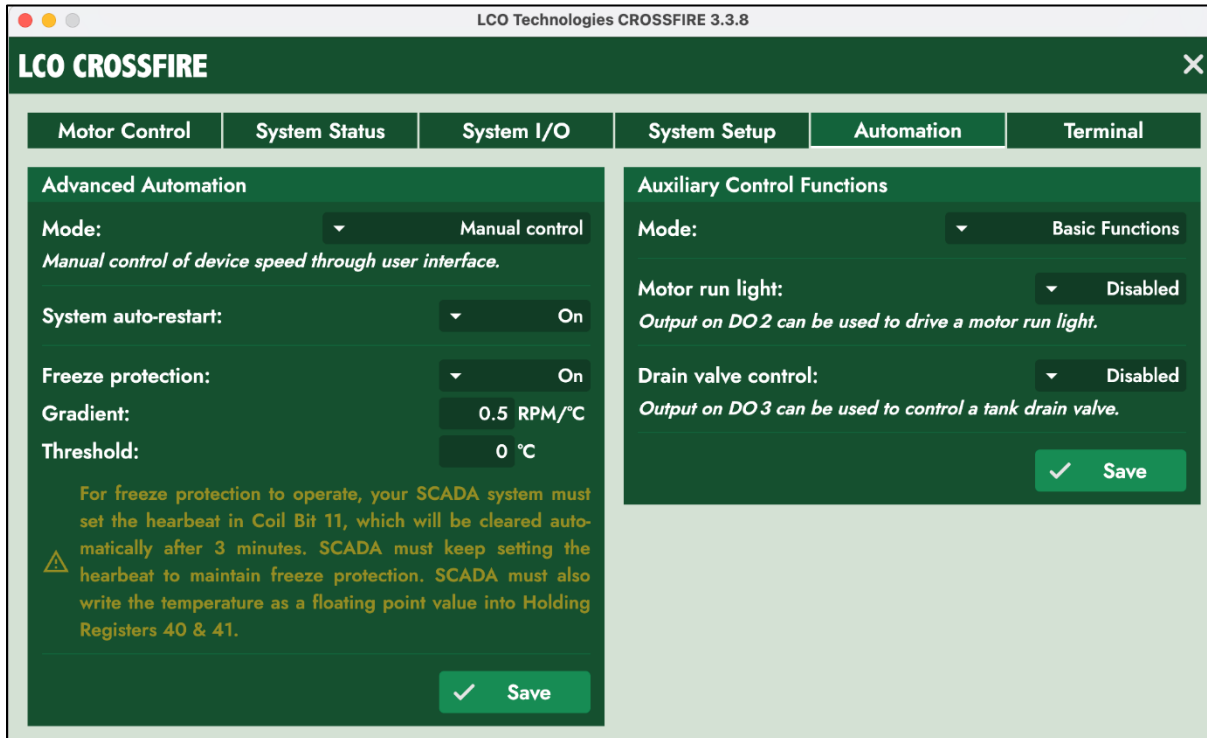 LCO Technologies CROSSFIRE 3.3.8
LCO CROSSFIRE
Motor Control
System Status
System I/O
System Setup
Automation
Terminal
Advanced Automation
Mode: Manual control
Manual control of device speed through user interface.
System auto-restart: On
Freeze protection: On
Gradient: 0.5 RPM/°C
Threshold: 0 °C
For freeze protection to operate, your SCADA system must
set the hearbeat in Coil Bit 11, which will be cleared auto-
matically after 3 minutes. SCADA must keep setting the
hearbeat to maintain freeze protection. SCADA must also
write the temperature as a floating point value into Holding
Registers 40 & 41.
Save
Auxiliary Control Functions
Mode: Basic Functions
Motor run light: Disabled
Output on DO2 can be used to drive a motor run light.
Drain valve control: Disabled
Output on DO3 can be used to control a tank drain valve.
Save